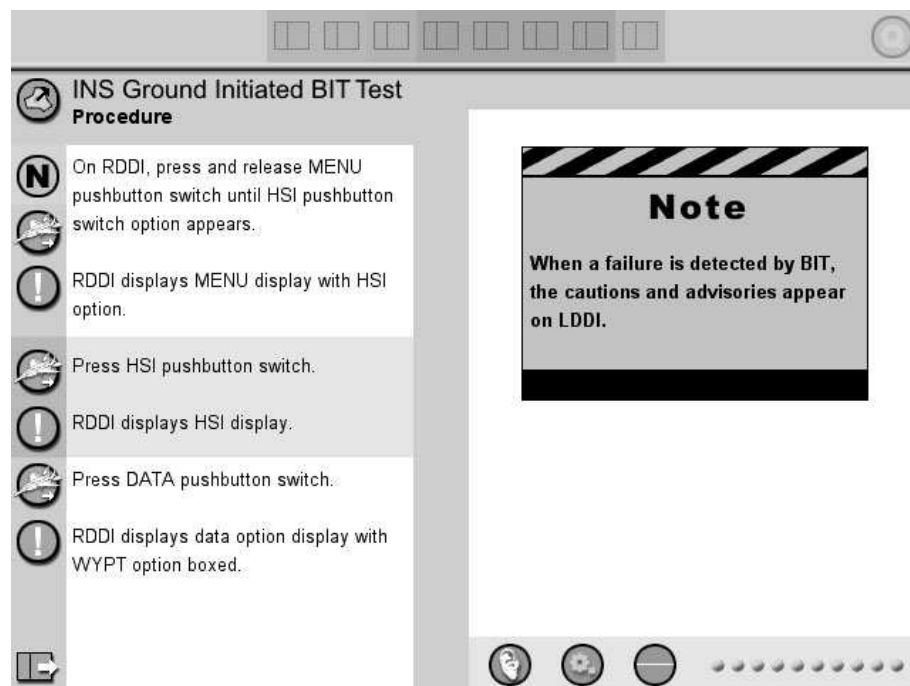 INS Ground Initiated BIT Test
Procedure
N
On RDDI, press and release MENU
pushbutton switch until HSI pushbutton
switch option appears.
!
RDDI displays MENU display with HSI
option.
Press HSI pushbutton switch.
!
RDDI displays HSI display.
Press DATA pushbutton switch.
!
RDDI displays data option display with
WYPT option boxed.
Note
When a failure is detected by BIT,
the cautions and advisories appear
on LDDI.